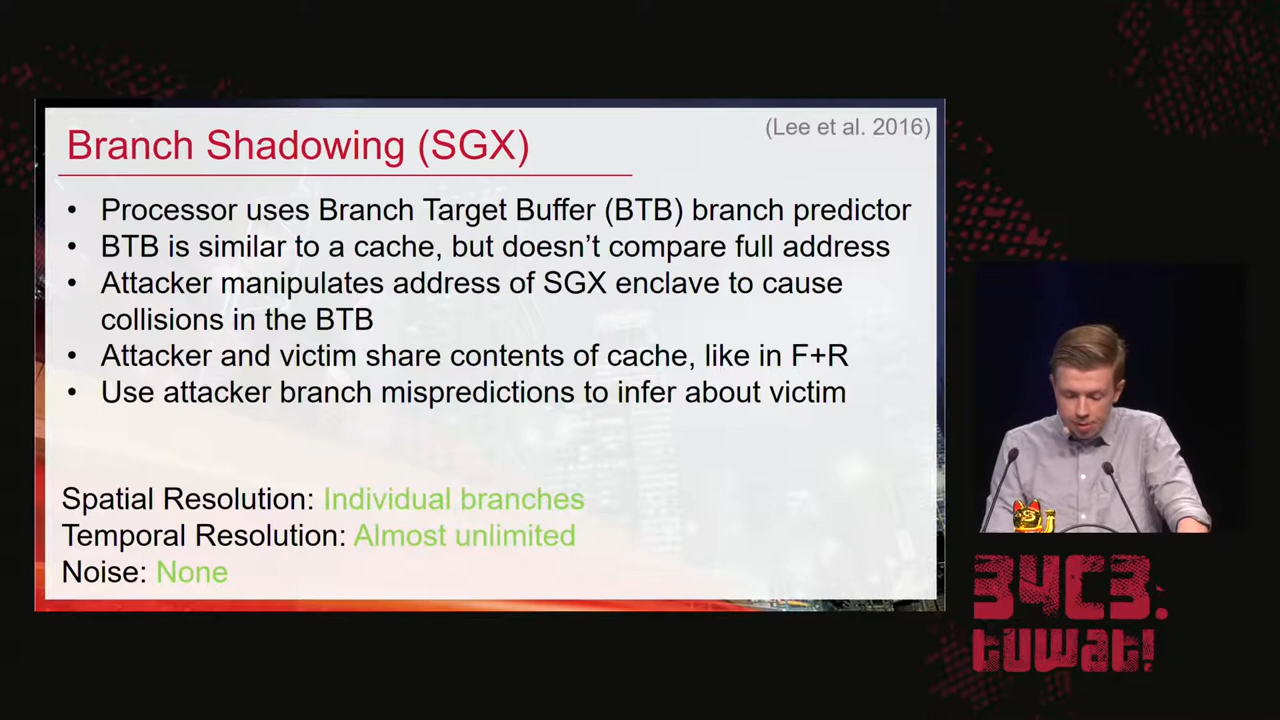 Branch Shadowing (SGX)
(Lee et al. 2016)
• Processor uses Branch Target Buffer (BTB) branch predictor
• BTB is similar to a cache, but doesn't compare full address
• Attacker manipulates address of SGX enclave to cause
collisions in the BTB
• Attacker and victim share contents of cache, like in F+R
• Use attacker branch mispredictions to infer about victim
Spatial Resolution: Individual branches
Temporal Resolution: Almost unlimited
Noise: None
34C3.
tuwat!